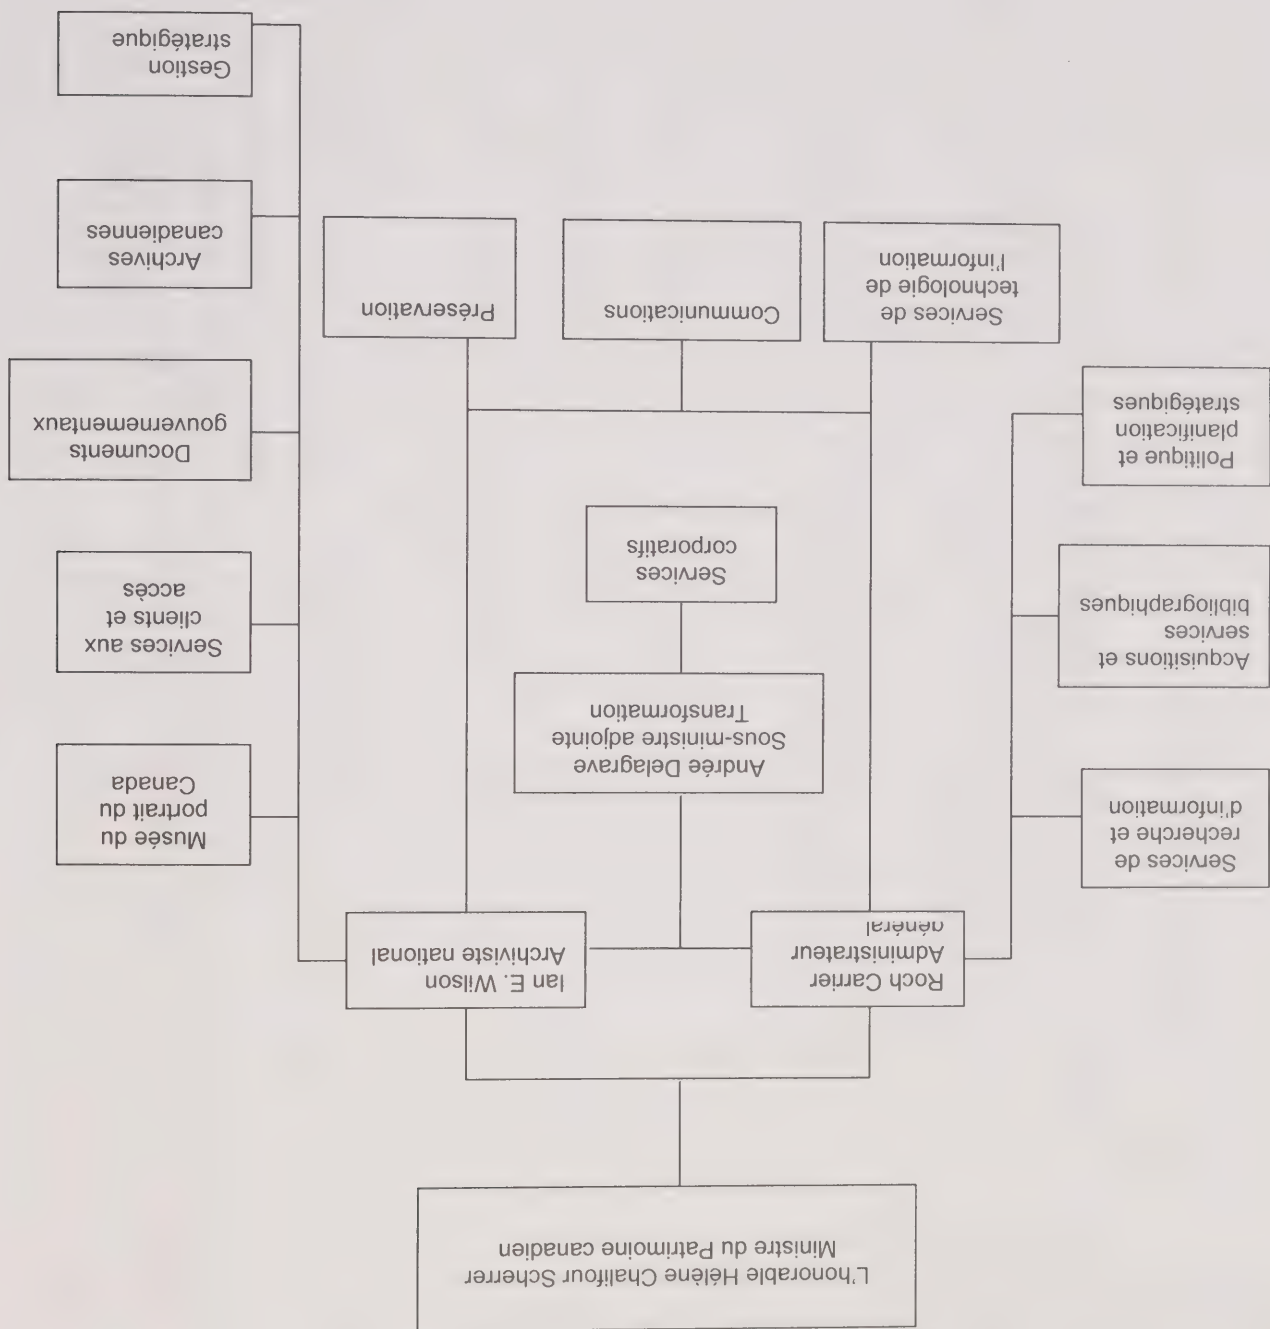 L'honorable Hélène Chalifour Scherrer
Ministre du Patrimoine canadien
Roch Carrier
Administrateur
général
Ian E. Wilson
Archiviste national
Services de
recherche et
d'information
Acquisitions et
services
bibliographiques
Politique et
planification
stratégiques
Andrée Delagrave
Sous-ministre adjointe
Transformation
Services
corporatifs
Services de
technologie de
l'information
Communications
Préservation
Musée du
portrait du
Canada
Services aux
clients et
accès
Documents
gouvernementaux
Archives
canadiennes
Gestion
stratégique